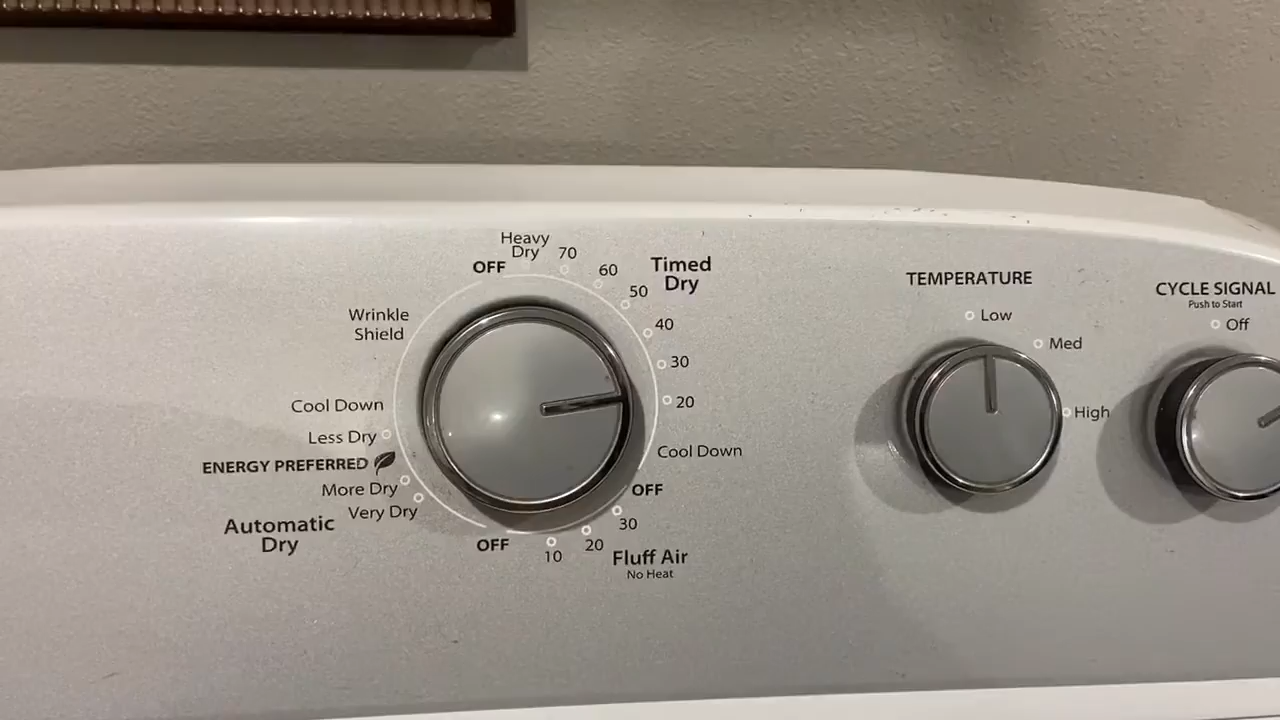 Heavy
Dry
OFF
70
60
50
40
30
20
Timed
Dry
Cool Down
OFF
30
20
10
Fluff Air
No Heat
OFF
Wrinkle
Shield
Cool Down
Less Dry
ENERGY PREFERRED
More Dry
Very Dry
Automatic
Dry
TEMPERATURE
Low
Med
High
CYCLE SIGNAL
Push to Start
Off